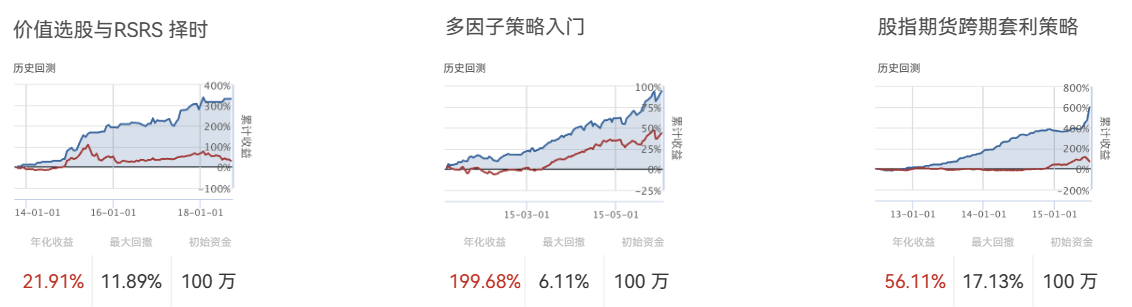 价值选股与RSRS 择时
历史回测
400%
300%
200%
100%
0%
-100%
累计收益
14-01-01 16-01-01 18-01-01
年化收益 最大回撤 初始资金
21.91% 11.89% 100 万
多因子策略入门
历史回测
100%
75%
50%
25%
0%
-25%
累计收益
15-03-01 15-05-01
年化收益 最大回撤 初始资金
199.68% 6.11% 100 万
股指期货跨期套利策略
历史回测
800%
600%
400%
200%
0%
-200%
累计收益
13-01-01 14-01-01 15-01-01
年化收益 最大回撤 初始资金
56.11% 17.13% 100 万